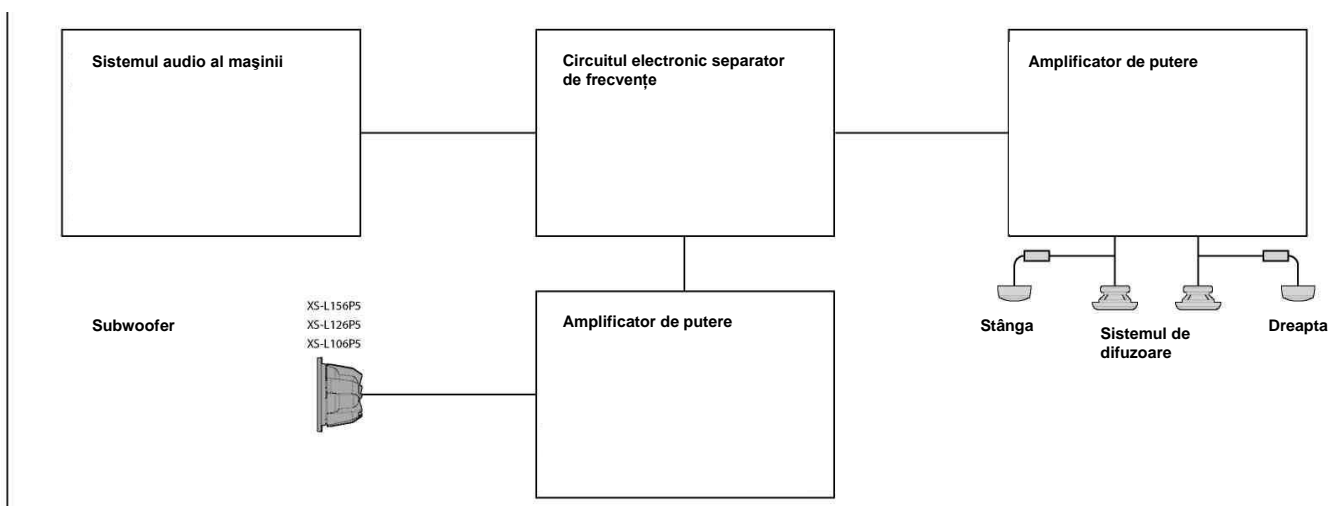 Sistemul audio al maşinii
Circuitul electronic separator
de frecvenţe
Amplificator de putere
Subwoofer
XS-L156P5
XS-L126P5
XS-L106P5
Amplificator de putere
Stânga
Sistemul de
difuzoare
Dreapta